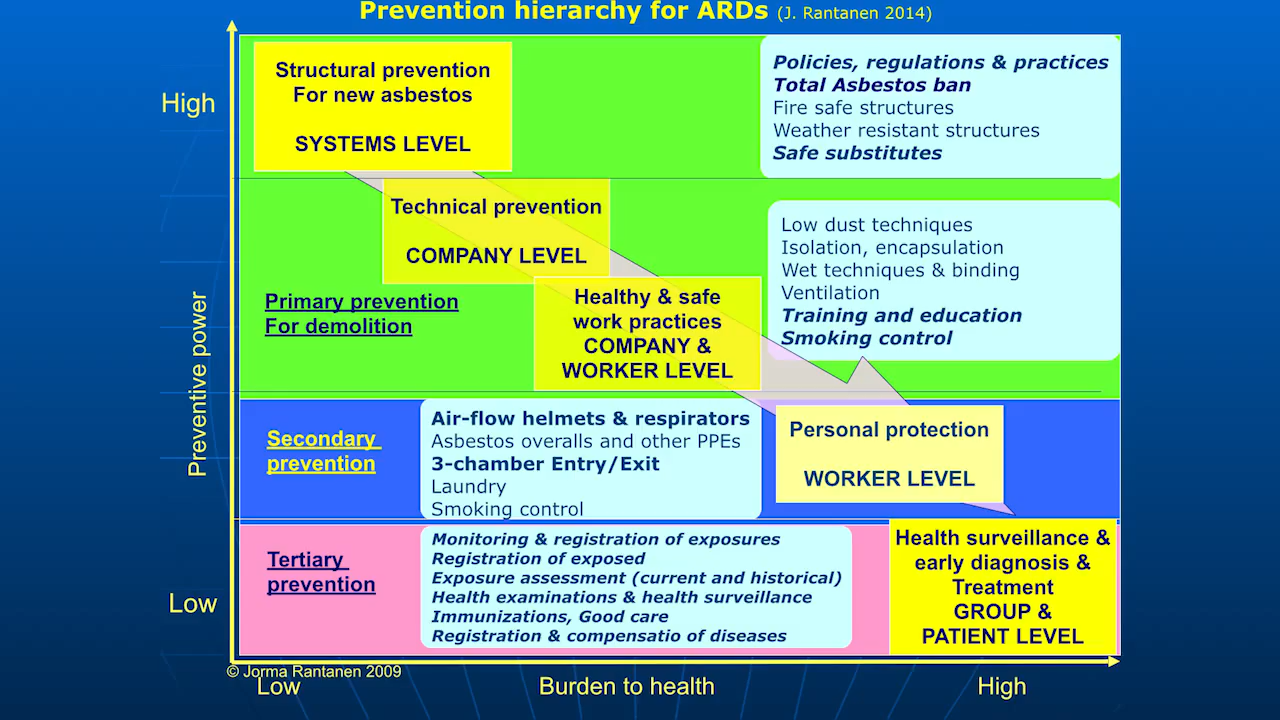 Prevention hierarchy for ARDs (J. Rantanen 2014)
High
Structural prevention
For new asbestos
SYSTEMS LEVEL
Policies, regulations & practices
Total Asbestos ban
Fire safe structures
Weather resistant structures
Safe substitutes
Technical prevention
COMPANY LEVEL
Low dust techniques
Isolation, encapsulation
Wet techniques & binding
Ventilation
Training and education
Smoking control
Primary prevention
For demolition
Healthy & safe
work practices
COMPANY &
WORKER LEVEL
Preventive power
Secondary
prevention
Air-flow helmets & respirators
Asbestos overalls and other PPEs
3-chamber Entry/Exit
Laundry
Smoking control
Personal protection
WORKER LEVEL
Tertiary
prevention
Monitoring & registration of exposures
Registration of exposed
Exposure assessment (current and historical)
Health examinations & health surveillance
Immunizations, Good care
Registration & compensatio of diseases
Health surveillance &
early diagnosis &
Treatment
GROUP &
PATIENT LEVEL
Low
© Jorma Rantanen 2009
Low
Burden to health
High